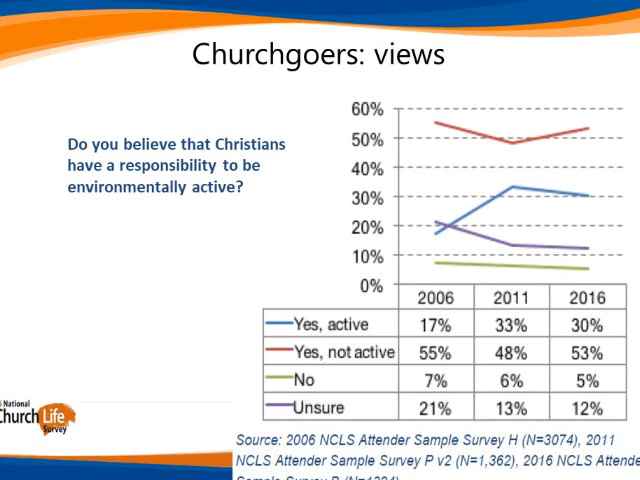 Churchgoers: views
Do you believe that Christians
have a responsibility to be
environmentally active?
60%
50%
40%
30%
20%
10%
0%
2006 2011 2016
Yes, active 17% 33% 30%
Yes, not active 55% 48% 53%
No 7% 6% 5%
Unsure 21% 13% 12%
National
Church Life
Survey
Source: 2006 NCLS Attender Sample Survey H (N=3074), 2011
NCLS Attender Sample Survey P v2 (N=1,362), 2016 NCLS Attende
Sample Survey